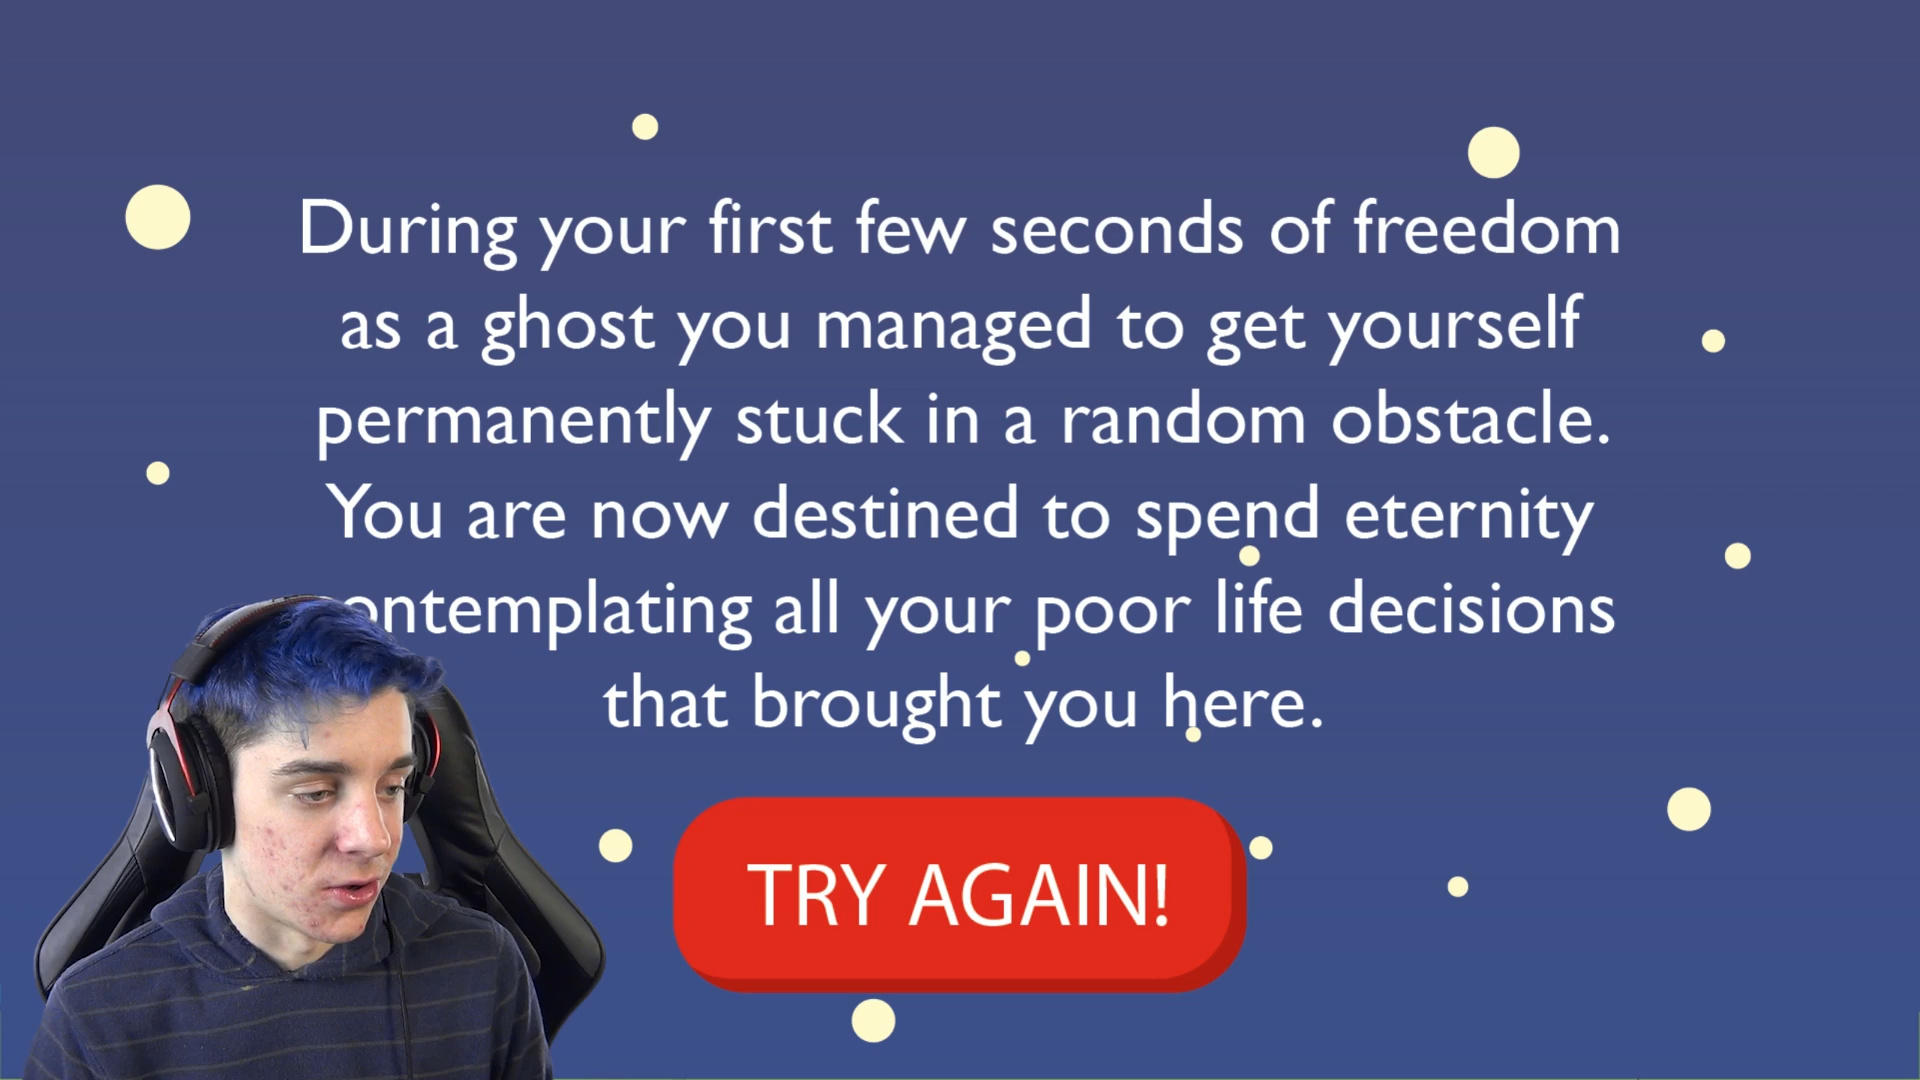 During your first few seconds of freedom
as a ghost you managed to get yourself
permanently stuck in a random obstacle.
You are now destined to spend eternity
contemplating all your poor life decisions
that brought you here.
TRY AGAIN!